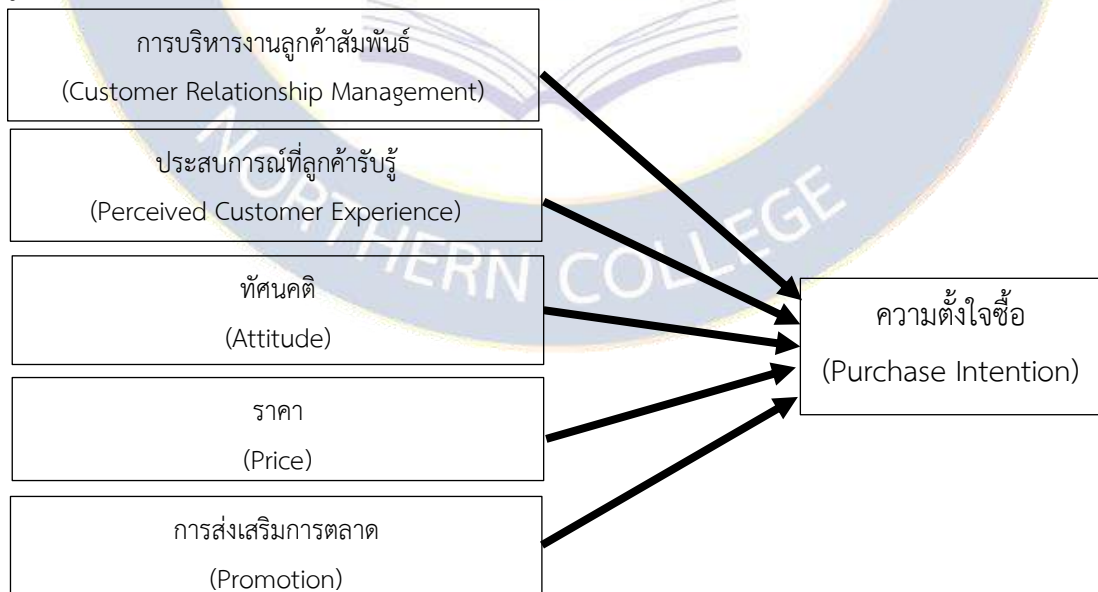 การบริหารงานลูกค้าสัมพันธ์
(Customer Relationship Management)
ประสบการณ์ที่ลูกค้ารับรู้
(Perceived Customer Experience)
ทัศนคติ
(Attitude)
ราคา
(Price)
การส่งเสริมการตลาด
(Promotion)
ความตั้งใจซื้อ
(Purchase Intention)
NORTHERN COLLEGE